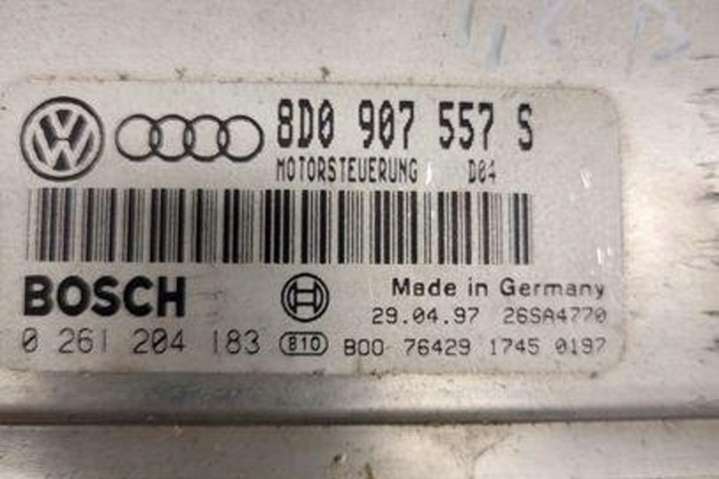 8D0 907 557 S
MOTORSTEUERUNG D04
BOSCH
Made in Germany
29.04.97 26SA4770
0 261 204 183 810 B00 76429 1745 0197